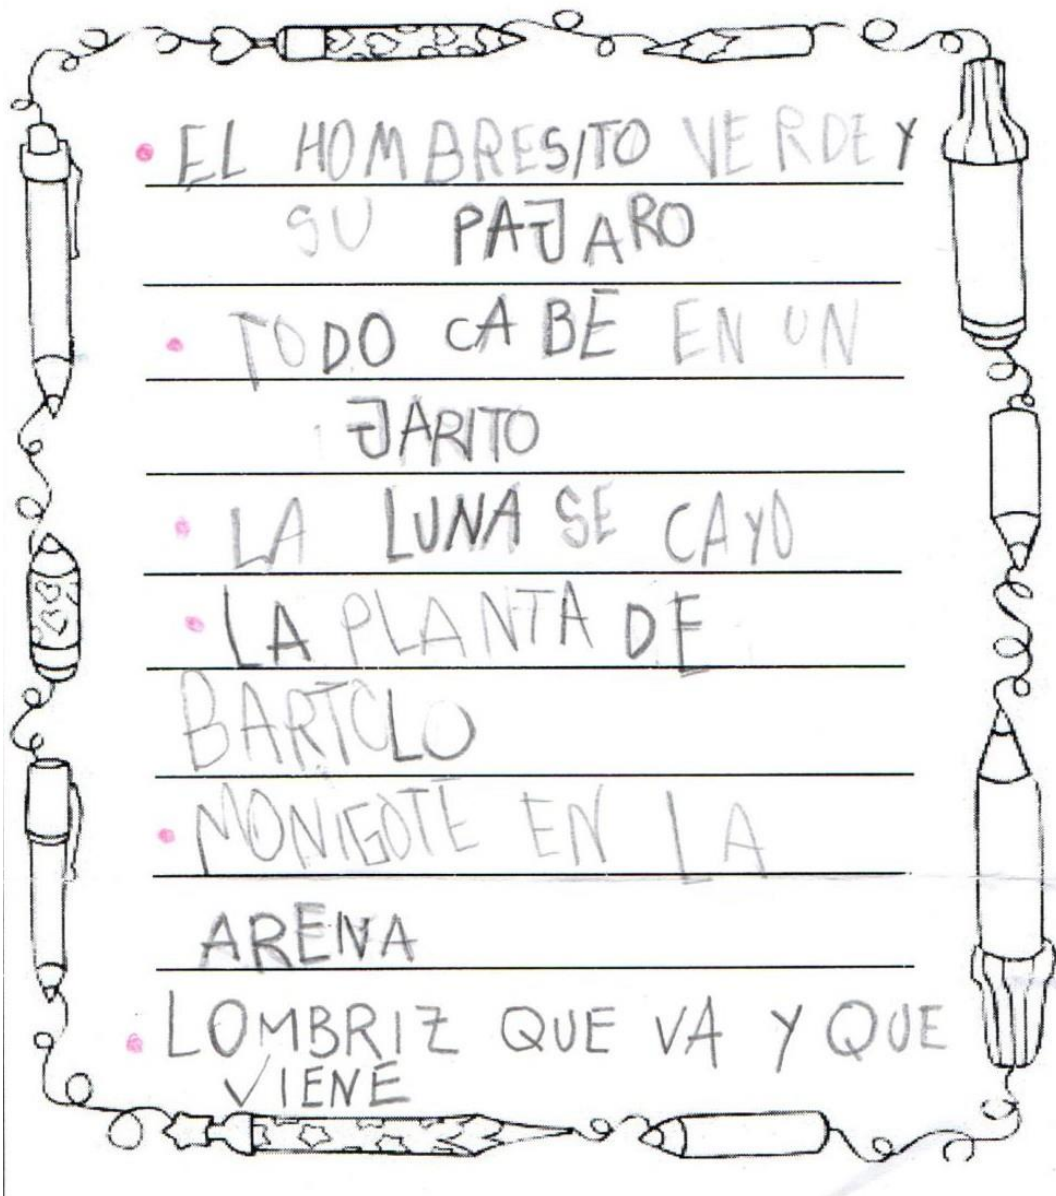 • EL HOMBRESITO VERDE Y
SU PAJARO
• TODO CABE EN UN
JARITO
• LA LUNA SE CAYO
• LA PLANTA DE
BARTOLO
• MONIGOTE EN LA
ARENA
• LOMBRIZ QUE VA Y QUE
VIENE